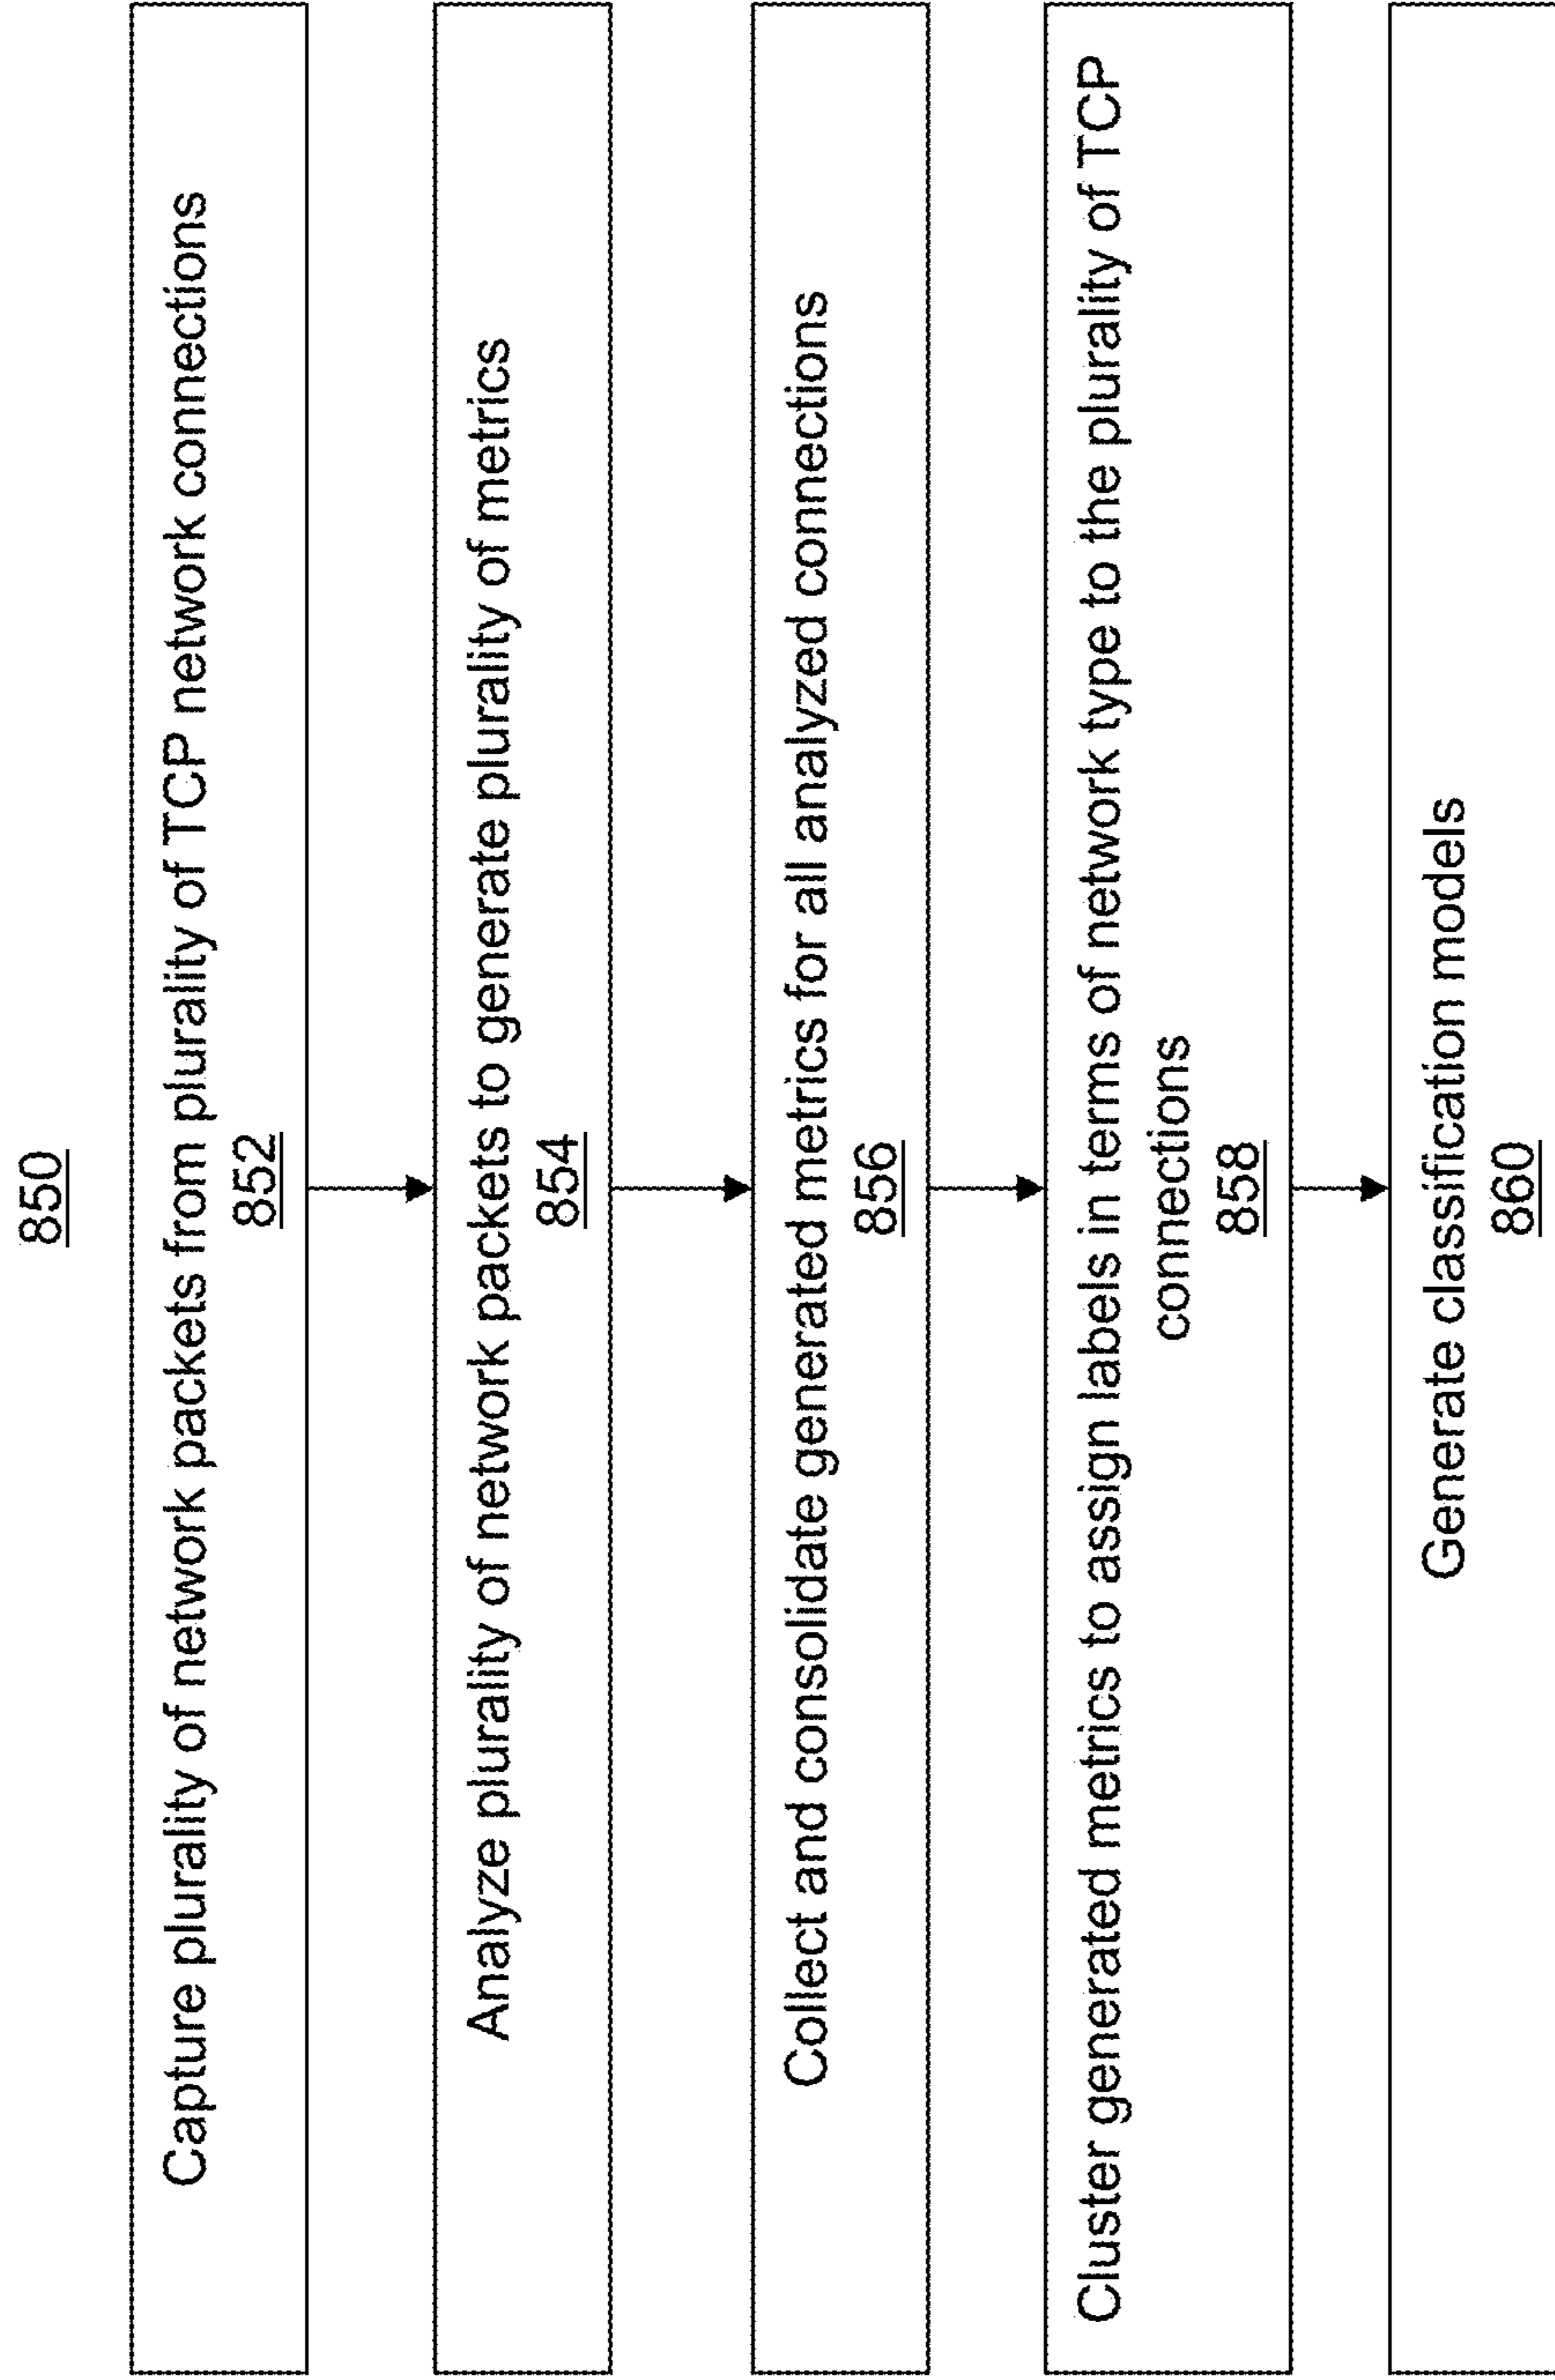 850
Capture plurality of network packets from plurality of TCP network connections
852
Analyze plurality of network packets to generate plurality of metrics
854
Collect and consolidate generated metrics for all analyzed connections
856
Cluster generated metrics to assign labels in terms of network type to the plurality of TCP
connections
858
Generate classification models
860